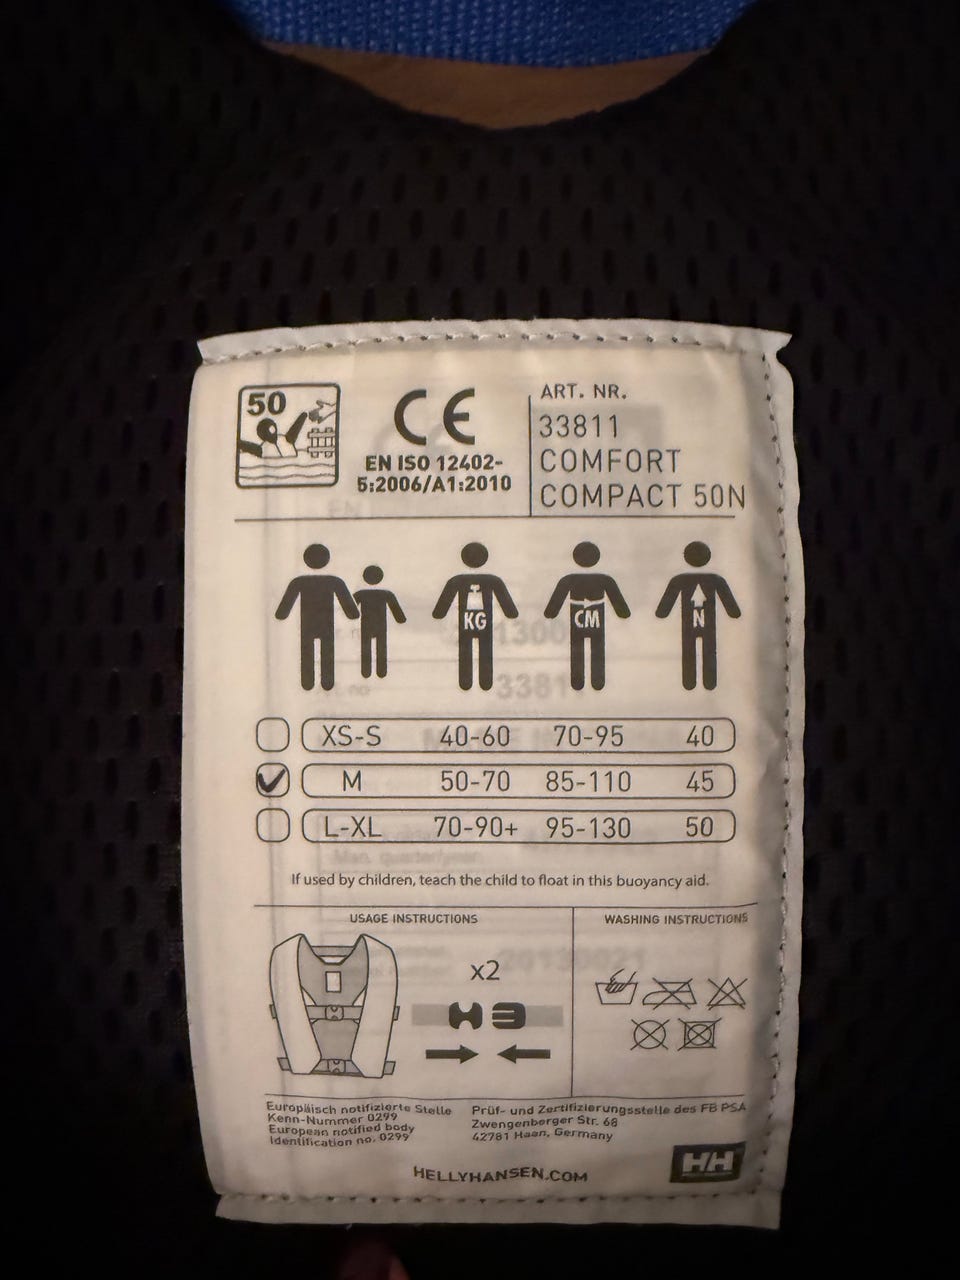 50
CE
EN ISO 12402-
5:2006/A1:2010
ART. NR.
33811
COMFORT
COMPACT 50N
KG CM N
XS-S 40-60 70-95 40
M 50-70 85-110 45
L-XL 70-90+ 95-130 50
If used by children, teach the child to float in this buoyancy aid.
USAGE INSTRUCTIONS
x2
WASHING INSTRUCTIONS
Europäisch notifizierte Stelle
Kenn-Nummer 0299
European notified body
Identification no. 0299
Prüf- und Zertifizierungsstelle des FB PSA
Zwengenberger Str. 68
42781 Haan, Germany
HELLYHANSEN.COM
HH